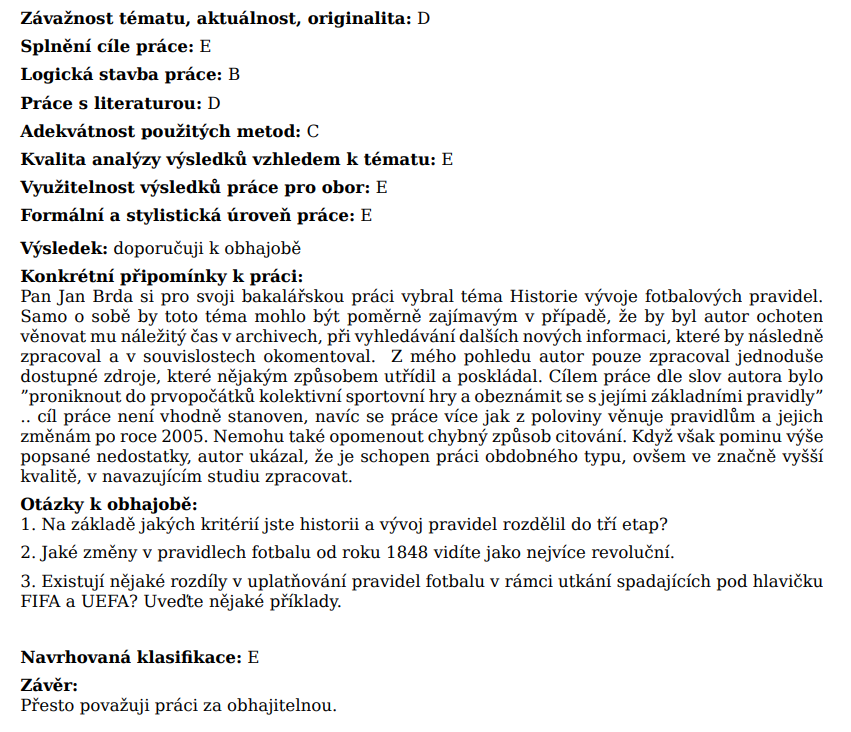 Závažnost tématu, aktuálnost, originalita: D
Splnění cíle práce: E
Logická stavba práce: B
Práce s literaturou: D
Adekvátnost použitých metod: C
Kvalita analýzy výsledků vzhledem k tématu: E
Využitelnost výsledků práce pro obor: E
Formální a stylistická úroveň práce: E
Výsledek: doporučuji k obhajobě
Konkrétní připomínky k práci:
Pan Jan Brda si pro svoji bakalářskou práci vybral téma Historie vývoje fotbalových pravidel.
Samo o sobě by toto téma mohlo být poměrně zajímavým v případě, že by byl autor ochoten
věnovat mu náležitý čas v archivech, při vyhledávání dalších nových informaci, které by následně
zpracoval a v souvislostech okomentoval. Z mého pohledu autor pouze zpracoval jednoduše
dostupné zdroje, které nějakým způsobem utřídil a poskládal. Cílem práce dle slov autora bylo
”proniknout do prvopočátků kolektivní sportovní hry a obeznámit se s jejími základními pravidly”
.. cíl práce není vhodně stanoven, navíc se práce více jak z poloviny věnuje pravidlům a jejich
změnám po roce 2005. Nemohu také opomenout chybný způsob citování. Když však pominu výše
popsané nedostatky, autor ukázal, že je schopen práci obdobného typu, ovšem ve značně vyšší
kvalitě, v navazujícím studiu zpracovat.
Otázky k obhajobě:
1. Na základě jakých kritérií jste historii a vývoj pravidel rozdělil do tří etap?
2. Jaké změny v pravidlech fotbalu od roku 1848 vidíte jako nejvíce revoluční.
3. Existují nějaké rozdíly v uplatňování pravidel fotbalu v rámci utkání spadajících pod hlavičku
FIFA a UEFA? Uveďte nějaké příklady.
Navrhovaná klasifikace: E
Závěr:
Přesto považuji práci za obhajitelnou.